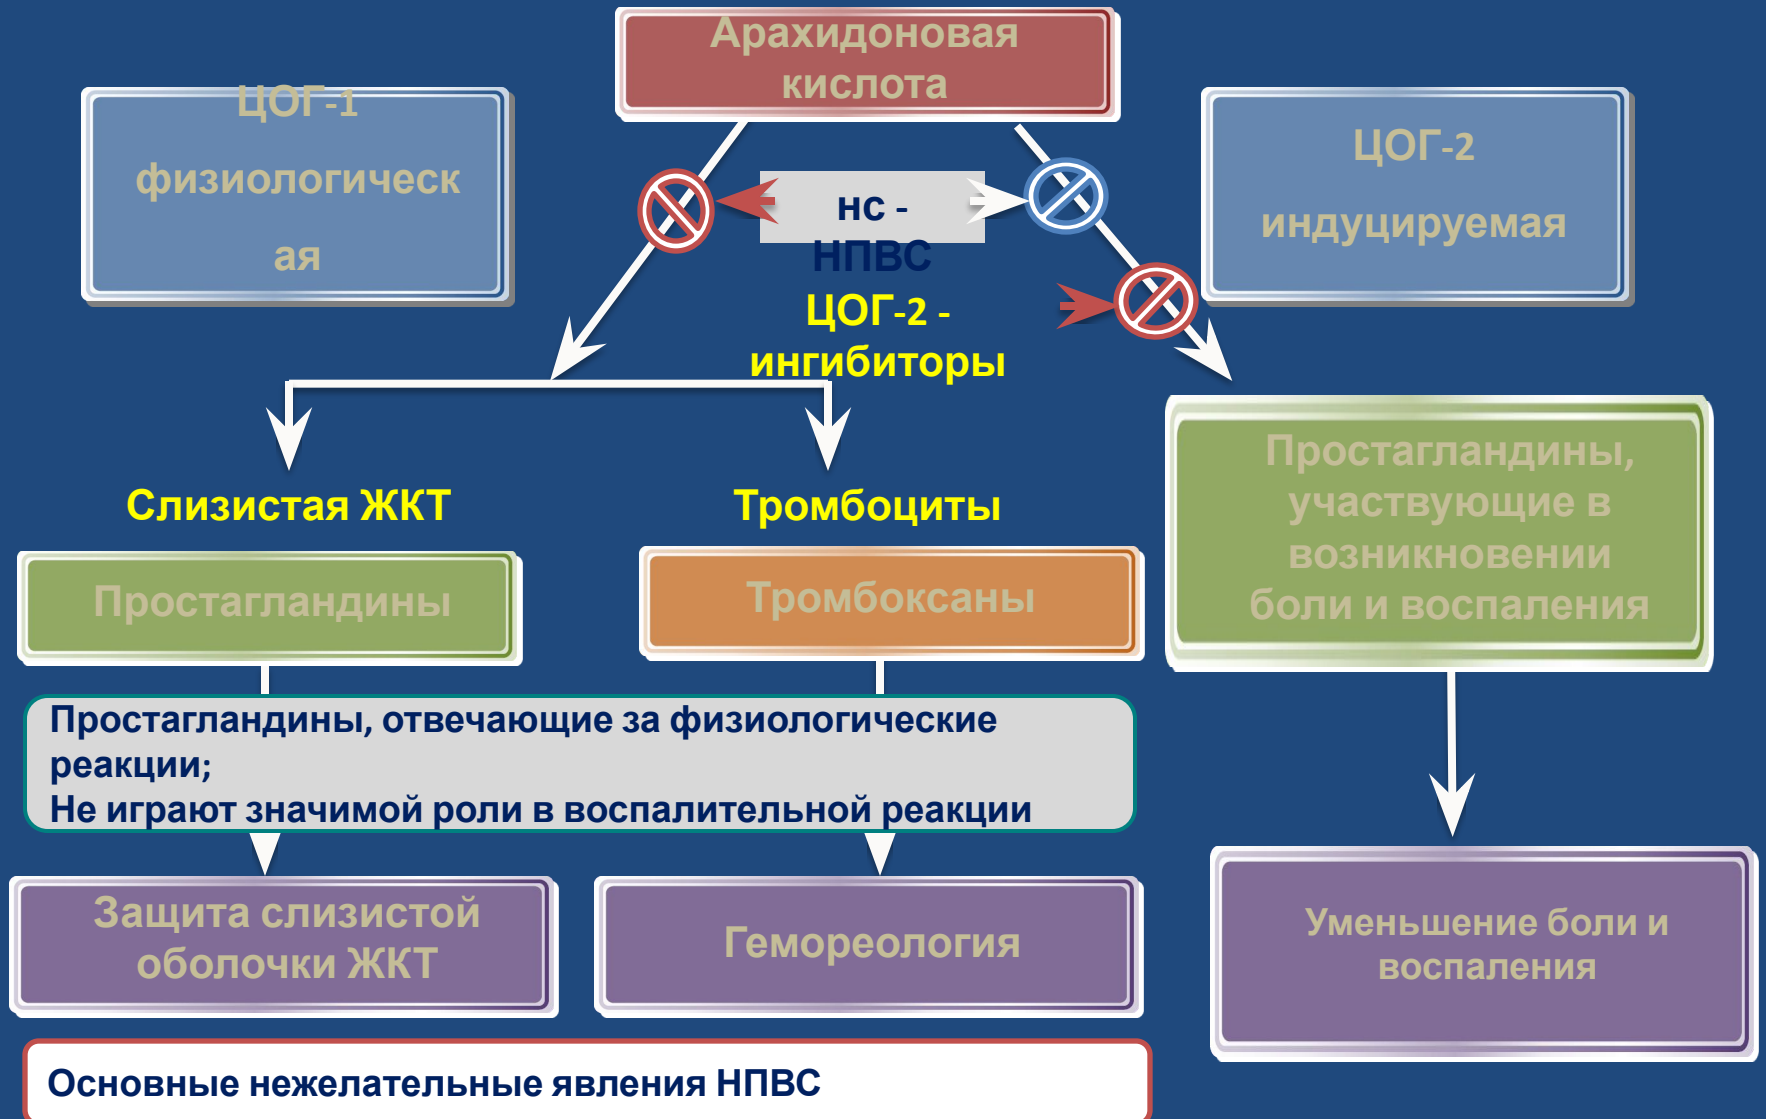 Арахидоновая
кислота
ЦОГ-1
физиологическ
ая
ЦОГ-2
индуцируемая
нс -
НПВС
ЦОГ-2 -
ингибиторы
Слизистая ЖКТ
Тромбоциты
Простагландины,
участвующие в
возникновении
боли и воспаления
Простагландины
Тромбоксаны
Простагландины, отвечающие за физиологические
реакции;
Не играют значимой роли в воспалительной реакции
Защита слизистой
оболочки ЖКТ
Гемореология
Уменьшение боли и
воспаления
Основные нежелательные явления НПВС